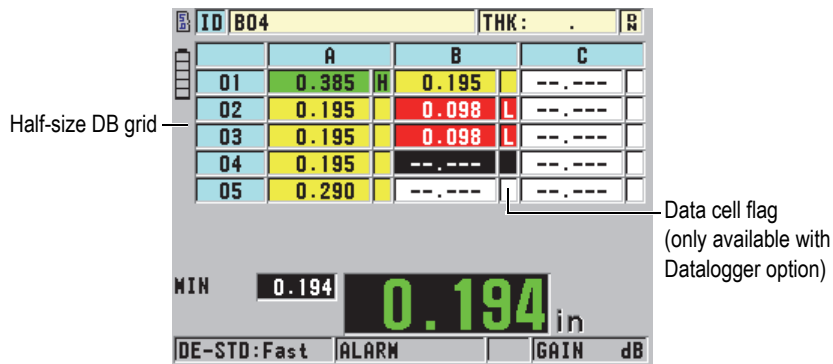 ID B04 THK: .
A B C
01 0.385 H 0.195 --.---
02 0.195 0.098 L --.---
Half-size DB grid
03 0.195 0.098 L --.---
04 0.195 --.--- --.---
05 0.290 --.--- --.---
Data cell flag
(only available with
Datalogger option)
MIN 0.194 0.194 in
DE-STD:Fast ALARM GAIN dB